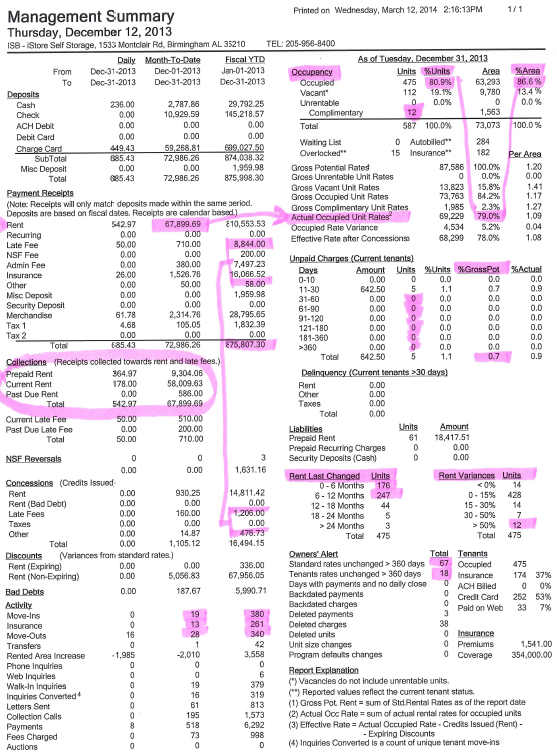 Management Summary
Thursday, December 12, 2013
Printed on Wednesday, March 12, 2014 2:16:13PM 1 / 1
ISB - iStore Self Storage, 1533 Montclair Rd, Birmingham AL 35210 TEL: 205-956-8400
Daily Month-To-Date Fiscal YTD
From Dec-31-2013 Dec-01-2013 Jan-01-2013
To Dec-31-2013 Dec-31-2013 Dec-31-2013
Deposits
Cash 236.00 2,787.86 29,792.25
Check 0.00 10,929.59 145,218.57
ACH Debit 0.00 0.00 0.00
Debit Card 0.00 0.00 0.00
Charge Card 449.43 59,268.81 699,027.50
SubTotal 685.43 72,986.26 874,038.32
Misc Deposit 0.00 0.00 1,959.98
Total 685.43 72,986.26 875,998.30
Payment Receipts
(Note: Receipts will only match deposits made within the same period.
Deposits are based on fiscal dates. Receipts are calendar based.)
Rent 542.97 67,899.69 810,553.53
Recurring 0.00 0.00 0.00
Late Fee 50.00 710.00 8,844.00
NSF Fee 0.00 0.00 200.00
Admin Fee 0.00 380.00 7,497.23
Insurance 26.00 1,526.76 16,066.52
Other 0.00 50.00 58.00
Misc Deposit 0.00 0.00 1,959.98
Security Deposit 0.00 0.00 0.00
Merchandise 61.78 2,314.76 28,795.65
Tax 1 4.68 105.05 1,832.39
Tax 2 0.00 0.00 0.00
Total 685.43 72,986.26 875,807.30
Collections (Receipts collected towards rent and late fees.)
Prepaid Rent 364.97 9,304.06
Current Rent 178.00 58,009.63
Past Due Rent 0.00 586.00
Total 542.97 67,899.69
Current Late Fee 50.00 510.00
Past Due Late Fee 0.00 200.00
Total 50.00 710.00
NSF Reversals 0 0 3
0.00 0.00 1,631.16
Concessions (Credits Issued
Rent 0.00 930.25 14,811.42
Rent (Bad Debt) 0.00 0.00 0.00
Late Fees 0.00 160.00 1,206.00
Taxes 0.00 0.00 0.00
Other 0.00 14.87 476.73
Total 0.00 1,105.12 16,494.15
Discounts (Variances from standard rates.)
Rent (Expiring) 0.00 0.00 336.00
Rent (Non-Expiring) 0.00 5,056.83 67,956.05
Bad Debts 0.00 187.67 5,990.71
Activity
Move-Ins 0 19 380
Insurance 0 13 261
Move-Outs 16 28 340
Transfers 0 1 42
Rented Area Increase -1,985 -2,010 3,558
Phone Inquiries 0 0 0
Web Inquiries 0 0 6
Walk-In Inquiries 0 19 379
Inquiries Converted 4 0 16 319
Letters Sent 0 61 813
Collection Calls 0 195 1,573
Payments 8 518 6,292
Fees Charged 0 73 998
Auctions 0 0 0
As of Tuesday, December 31, 2013
Occupancy Units %Units Area %Area
Occupied 475 80.9% 63,293 86.6%
Vacant* 112 19.1% 9,780 13.4 %
Unrentable 0 0.0% 0 0.0%
Complimentary 12 1,563
Total 587 100.0% 73,073 100.0 %
Waiting List 0 Autobilled** 284
Overlocked** 15 Insurance** 182 Per Area
Gross Potential Rates1 87,586 100.0% 1.20
Gross Unrentable Unit Rates 0 0.0% 0.00
Gross Vacant Unit Rates 13,823 15.8% 1.41
Gross Occupied Unit Rates 73,763 84.2% 1.17
Gross Complimentary Unit Rates 1,985 2.3% 1.27
Actual Occupied Unit Rates2 69,229 79.0% 1.09
Occupied Rate Variance 4,534 5.2% 0.04
Effective Rate after Concessions 68,299 78.0% 1.08
Unpaid Charges (Current tenants)
Days Amount Units %Units %GrossPot %Actual
0-10 0.00 0 0.0 0.0 0.0
11-30 642.50 5 1.1 0.7 0.9
31-60 0.00 0 0.0 0.0 0.0
61-90 0.00 0 0.0 0.0 0.0
91-120 0.00 0 0.0 0.0 0.0
121-180 0.00 0 0.0 0.0 0.0
181-360 0.00 0 0.0 0.0 0.0
>360 0.00 0 0.0 0.0 0.0
Total 642.50 5 1.1 0.7 0.9
Delinquency (Current tenants >30 days)
Rent 0.00
Other 0.00
Taxes 0.00
Total 0.00
Liabilities Units Amount
Prepaid Rent 61 18,417.51
Prepaid Recurring Charges 0 0.00
Security Deposits (Cash) 0 0.00
Rent Last Changed Units Rent Variances Units
0 - 6 Months 176 < 0% 14
6 - 12 Months 247 0 - 15% 428
12 - 18 Months 44 15 - 30% 14
18 - 24 Months 5 30 - 50% 7
> 24 Months 3 > 50% 12
Total 475 Total 475
Owners' Alert Total Tenants
Standard rates unchanged > 360 days 67 Occupied 475
Tenants rates unchanged > 360 days 18 Insurance 174 37%
Days with payments and no daily close 0 ACH Billed 0 0%
Backdated payments 0 Credit Card 252 53%
Backdated charges 0 Paid on Web 33 7%
Deleted payments 3
Deleted charges 38
Deleted units 0 Insurance
Unit size changes 0 Premiums 1,541.00
Program defaults changes 0 Coverage 354,000.00
Report Explanation
(*) Vacancies do not include unrentable units.
(**) Reported values reflect the current tenant status.
(1) Gross Pot. Rent = sum of Std.Rental Rates as of the report date
(2) Actual Occ Rate = sum of actual rental rates for occupied units
(3) Effective Rate = Actual Occupied Rate - Credits Issued (Rent) -
- Expiring Discounts
(4) Inquiries Converted is a count of unique tenant move-ins